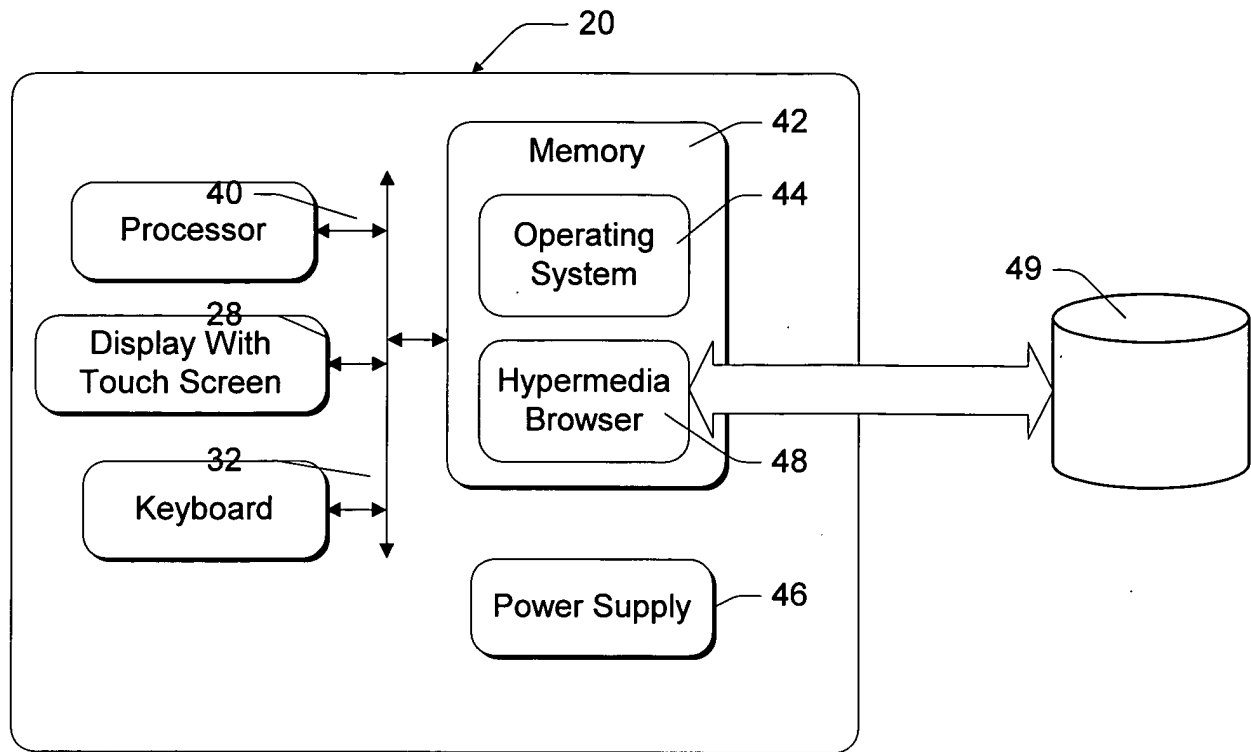 20
42
Memory
40
Processor
44
Operating
System
49
28
Display With
Touch Screen
Hypermedia
Browser
48
32
Keyboard
Power Supply
46